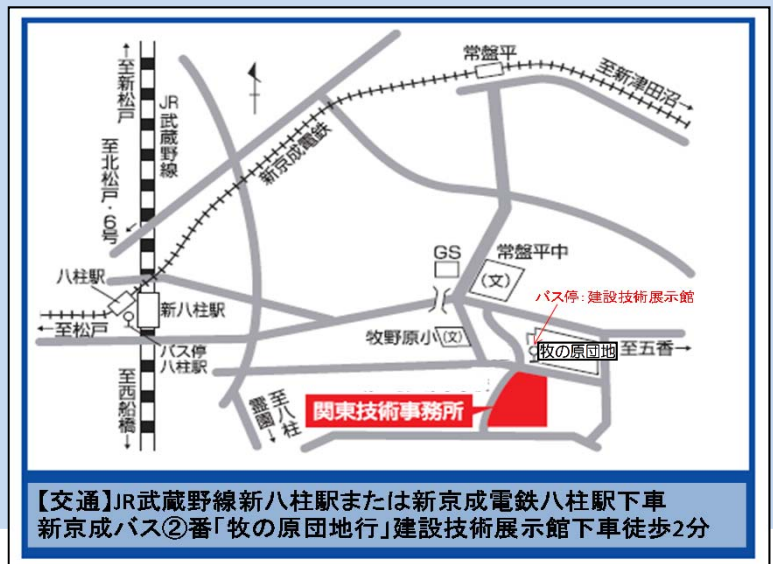 常盤平
至新津田沼
至新松戸
JR武蔵野線
新京成電鉄
至北松戸・6号
八柱駅
新八柱駅
至松戸
バス停
八柱駅
至西船橋
至八柱
霊園
GS
常盤平中
(文)
バス停:建設技術展示館
牧野原小(文)
牧の原団地
至五香
関東技術事務所
【交通】JR武蔵野線新八柱駅または新京成電鉄八柱駅下車
新京成バス②番「牧の原団地行」建設技術展示館下車徒歩2分